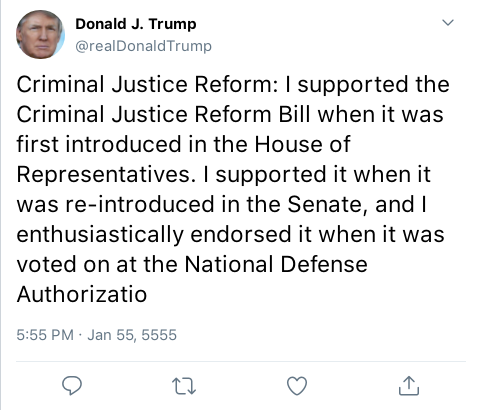 Donald J. Trump
@realDonaldTrump
Criminal Justice Reform: I supported the
Criminal Justice Reform Bill when it was
first introduced in the House of
Representatives. I supported it when it
was re-introduced in the Senate, and I
enthusiastically endorsed it when it was
voted on at the National Defense
Authorizatio
5:55 PM · Jan 55, 5555